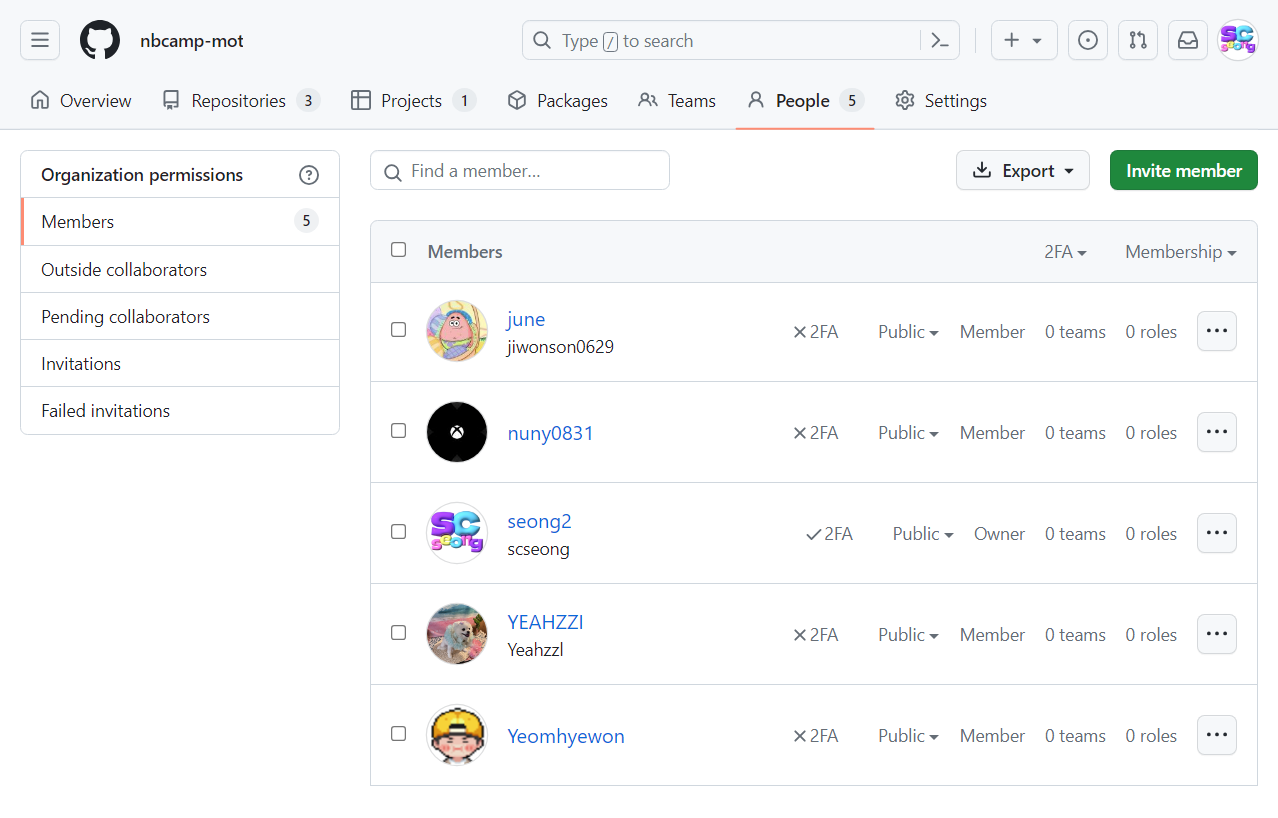 nbcamp-mot
Type / to search
Overview
Repositories 3
Projects 1
Packages
Teams
People 5
Settings
Organization permissions
Members 5
Outside collaborators
Pending collaborators
Invitations
Failed invitations
Find a member...
Export
Invite member
Members 2FA Membership
june
jiwonson0629
2FA Public Member 0 teams 0 roles
nuny0831
2FA Public Member 0 teams 0 roles
SC
seong
seong2
scseong
2FA Public Owner 0 teams 0 roles
YEAHZZI
Yeahzzl
2FA Public Member 0 teams 0 roles
Yeomhyewon
2FA Public Member 0 teams 0 roles